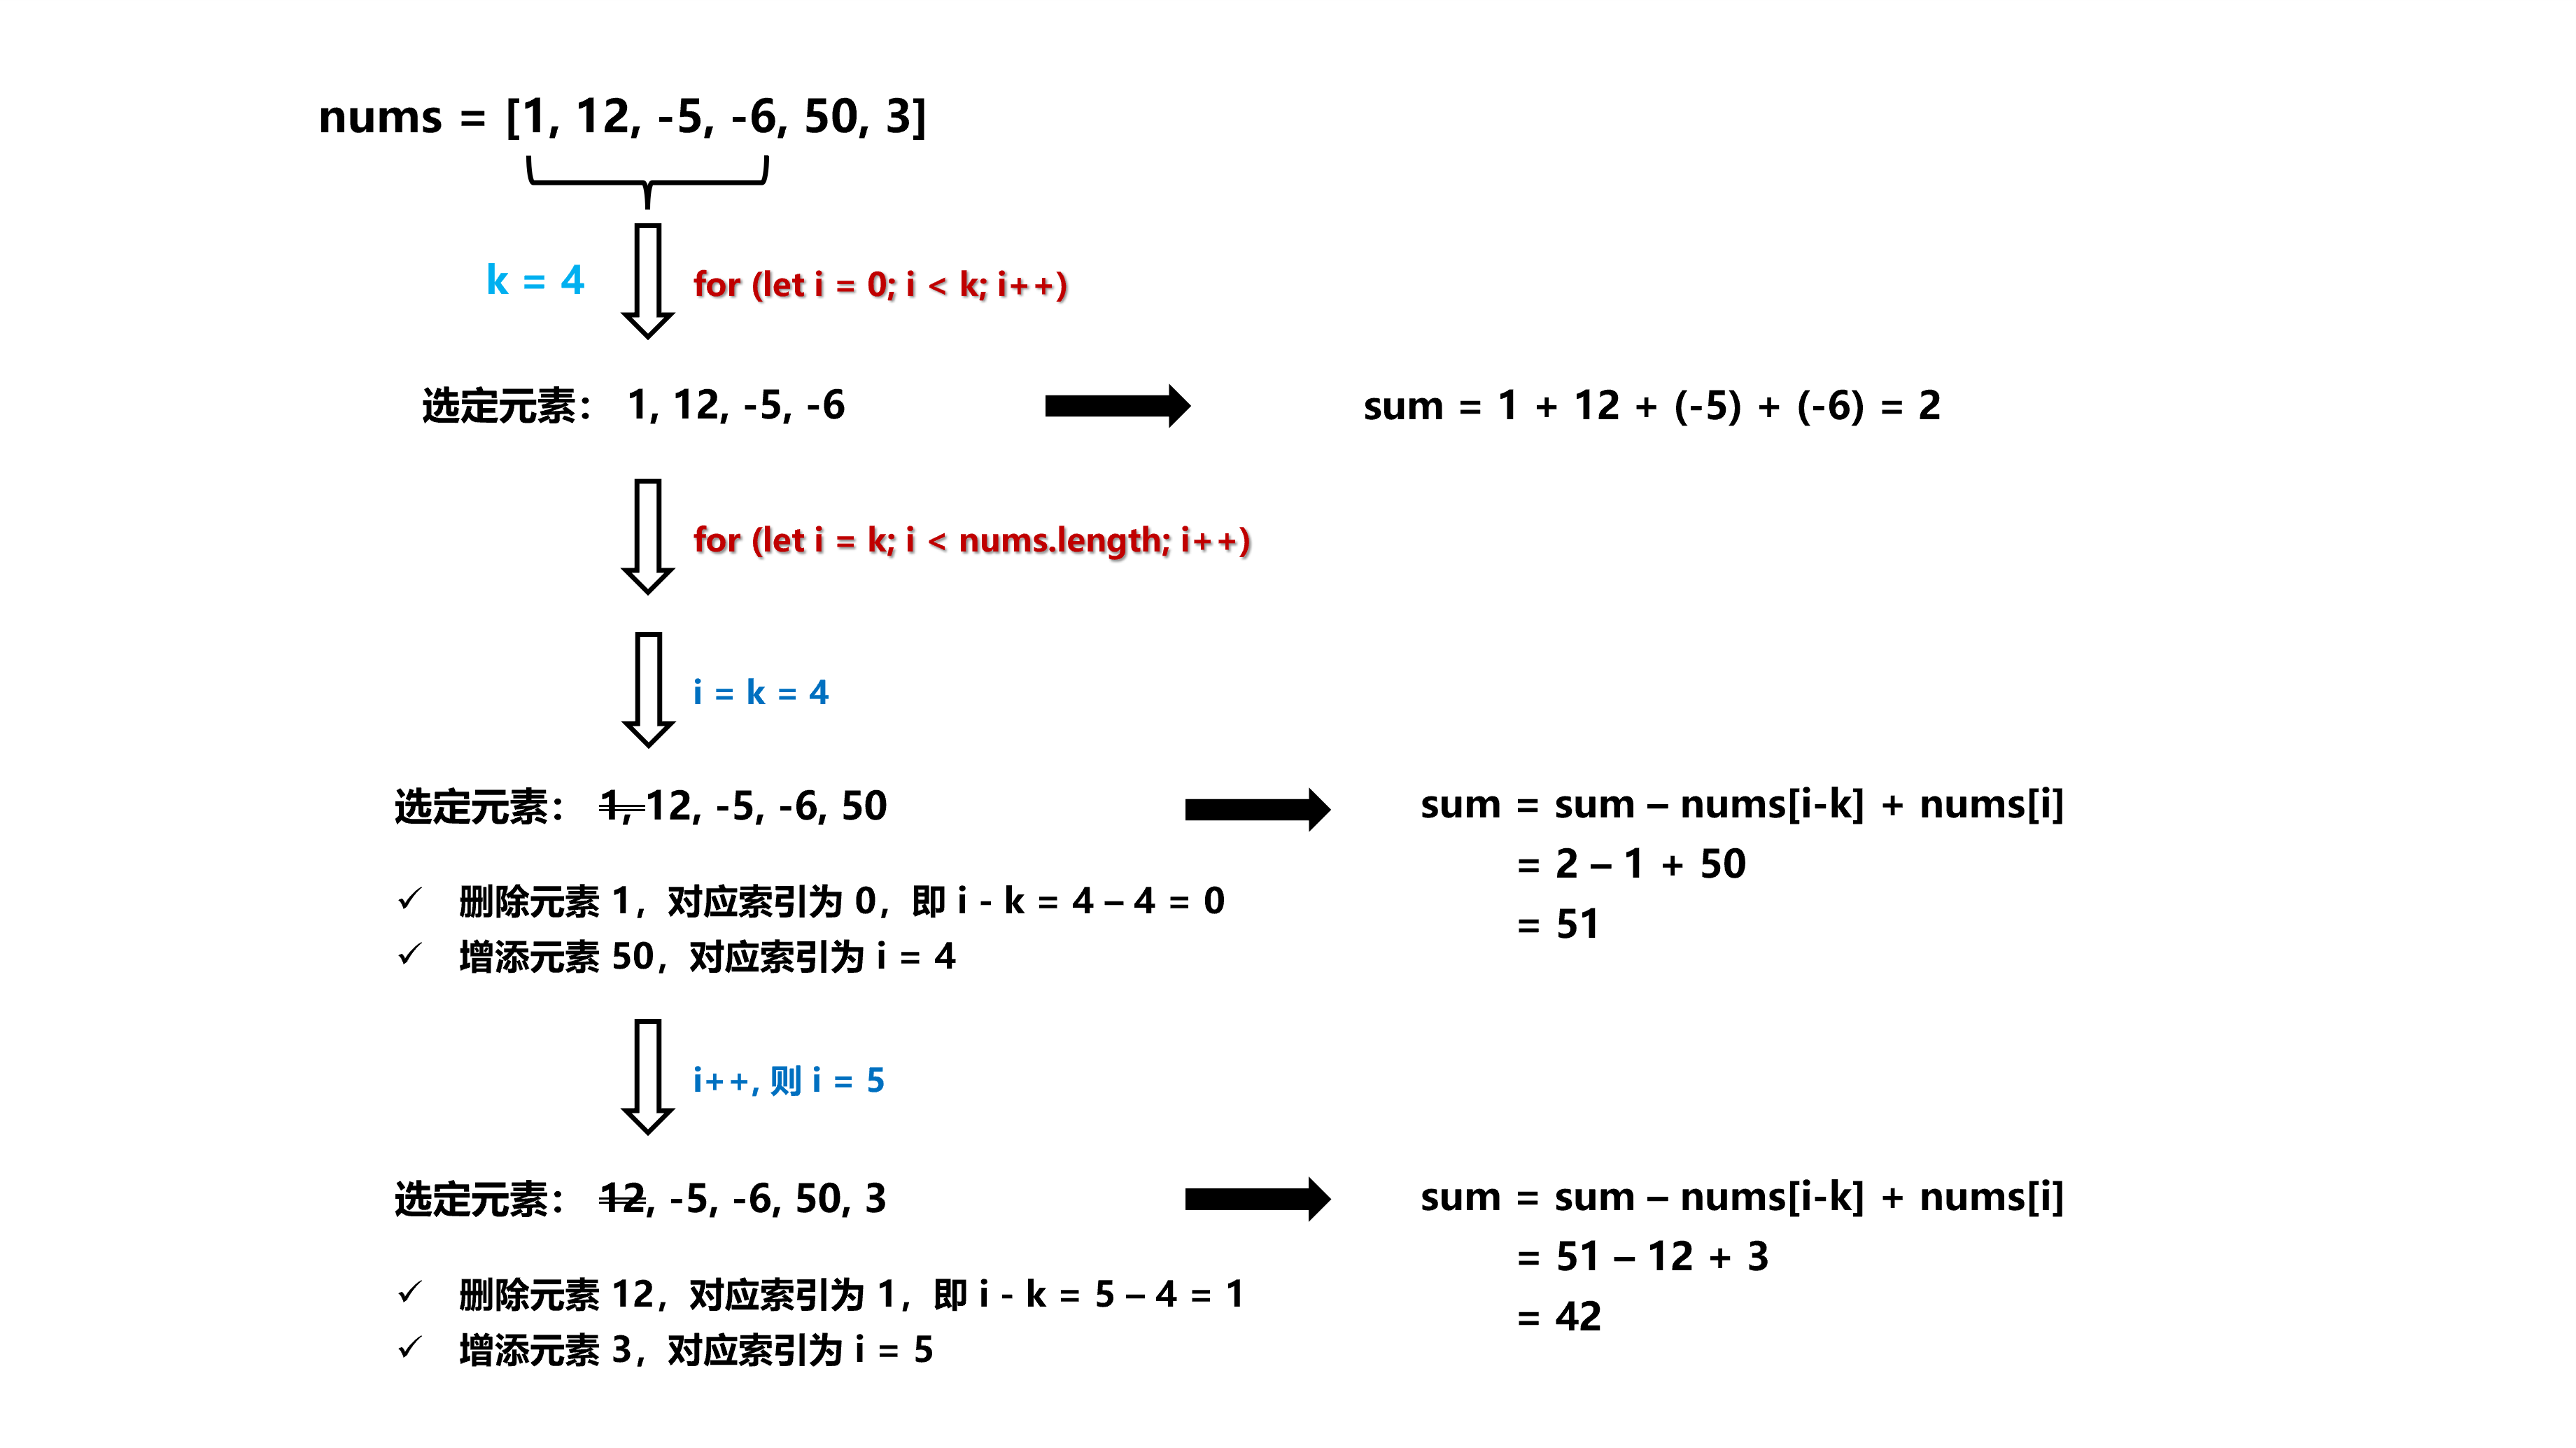 nums = [1, 12, -5, -6, 50, 3]
k = 4
for (let i = 0; i < k; i++)
选定元素： 1, 12, -5, -6
sum = 1 + 12 + (-5) + (-6) = 2
for (let i = k; i < nums.length; i++)
i = k = 4
选定元素： 1, 12, -5, -6, 50
sum = sum – nums[i-k] + nums[i]
= 2 – 1 + 50
= 51
✓ 删除元素 1，对应索引为 0，即 i - k = 4 – 4 = 0
✓ 增添元素 50，对应索引为 i = 4
i++, 则 i = 5
选定元素： 12, -5, -6, 50, 3
sum = sum – nums[i-k] + nums[i]
= 51 – 12 + 3
= 42
✓ 删除元素 12，对应索引为 1，即 i - k = 5 – 4 = 1
✓ 增添元素 3，对应索引为 i = 5